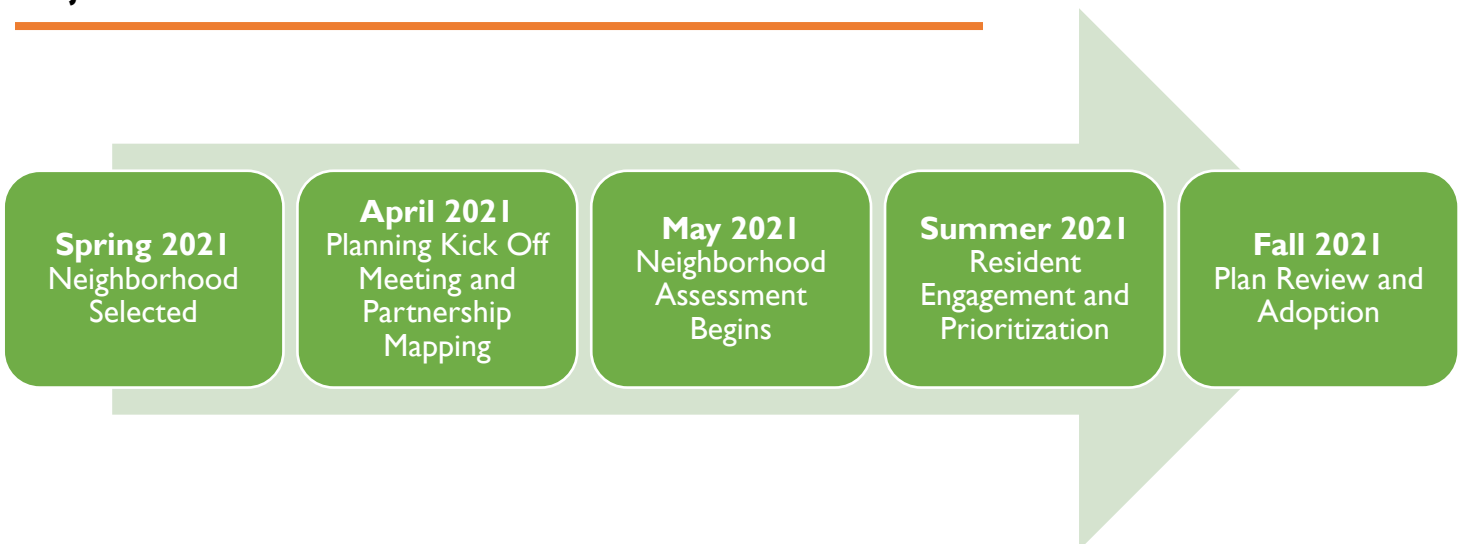 Spring 2021
Neighborhood
Selected
April 2021
Planning Kick Off
Meeting and
Partnership
Mapping
May 2021
Neighborhood
Assessment
Begins
Summer 2021
Resident
Engagement and
Prioritization
Fall 2021
Plan Review and
Adoption